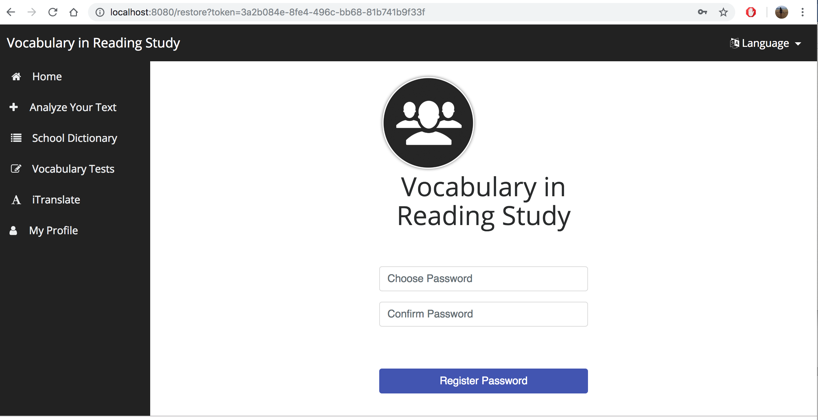 localhost:8080/restore?token=3a2b084e-8fe4-496c-bb68-81b741b9f33f
Vocabulary in Reading Study
Language
Home
Analyze Your Text
School Dictionary
Vocabulary Tests
iTranslate
My Profile
Vocabulary in
Reading Study
Choose Password
Confirm Password
Register Password